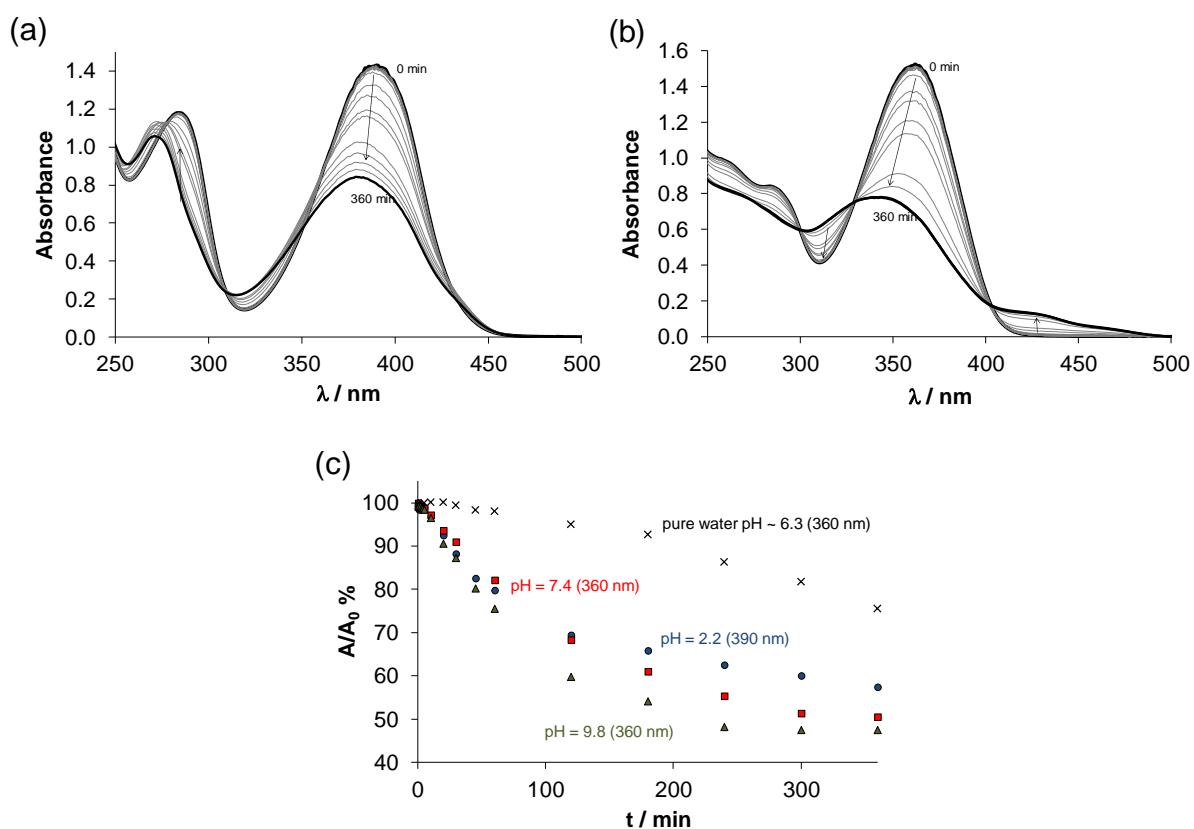 (a)
1.4
1.2
1.0
0.8
0.6
0.4
0.2
0.0
Absorbance
0 min
360 min
250 300 350 400 450 500
λ / nm
(b)
1.6
1.4
1.2
1.0
0.8
0.6
0.4
0.2
0.0
Absorbance
0 min
360 min
250 300 350 400 450 500
λ / nm
(c)
100
90
80
70
60
50
40
A/A0 %
pure water pH ~ 6.3 (360 nm)
pH = 7.4 (360 nm)
pH = 2.2 (390 nm)
pH = 9.8 (360 nm)
0 100 200 300
t / min